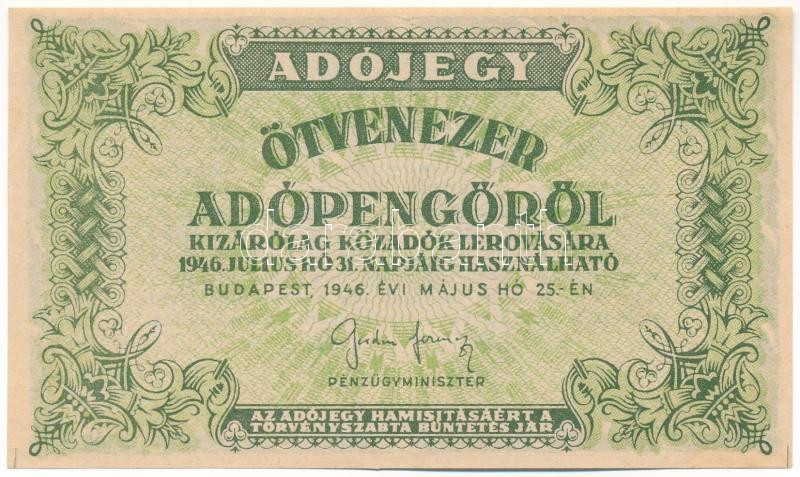 ADÓJEGY
ÖTVENEZER
ADÓPENGŐRŐL
KIZÁRÓLAG KÖZADÓK LEROVÁSÁRA
1946. JULIUS HÓ 31. NAPJÁIG HASZNÁLHATÓ
BUDAPEST, 1946. ÉVI MÁJUS HÓ 25.-ÉN
PÉNZÜGYMINISZTER
AZ ADÓJEGY HAMISITÁSÁÉRT A
TÖRVÉNYSZABTA BÜNTETÉS JÁR